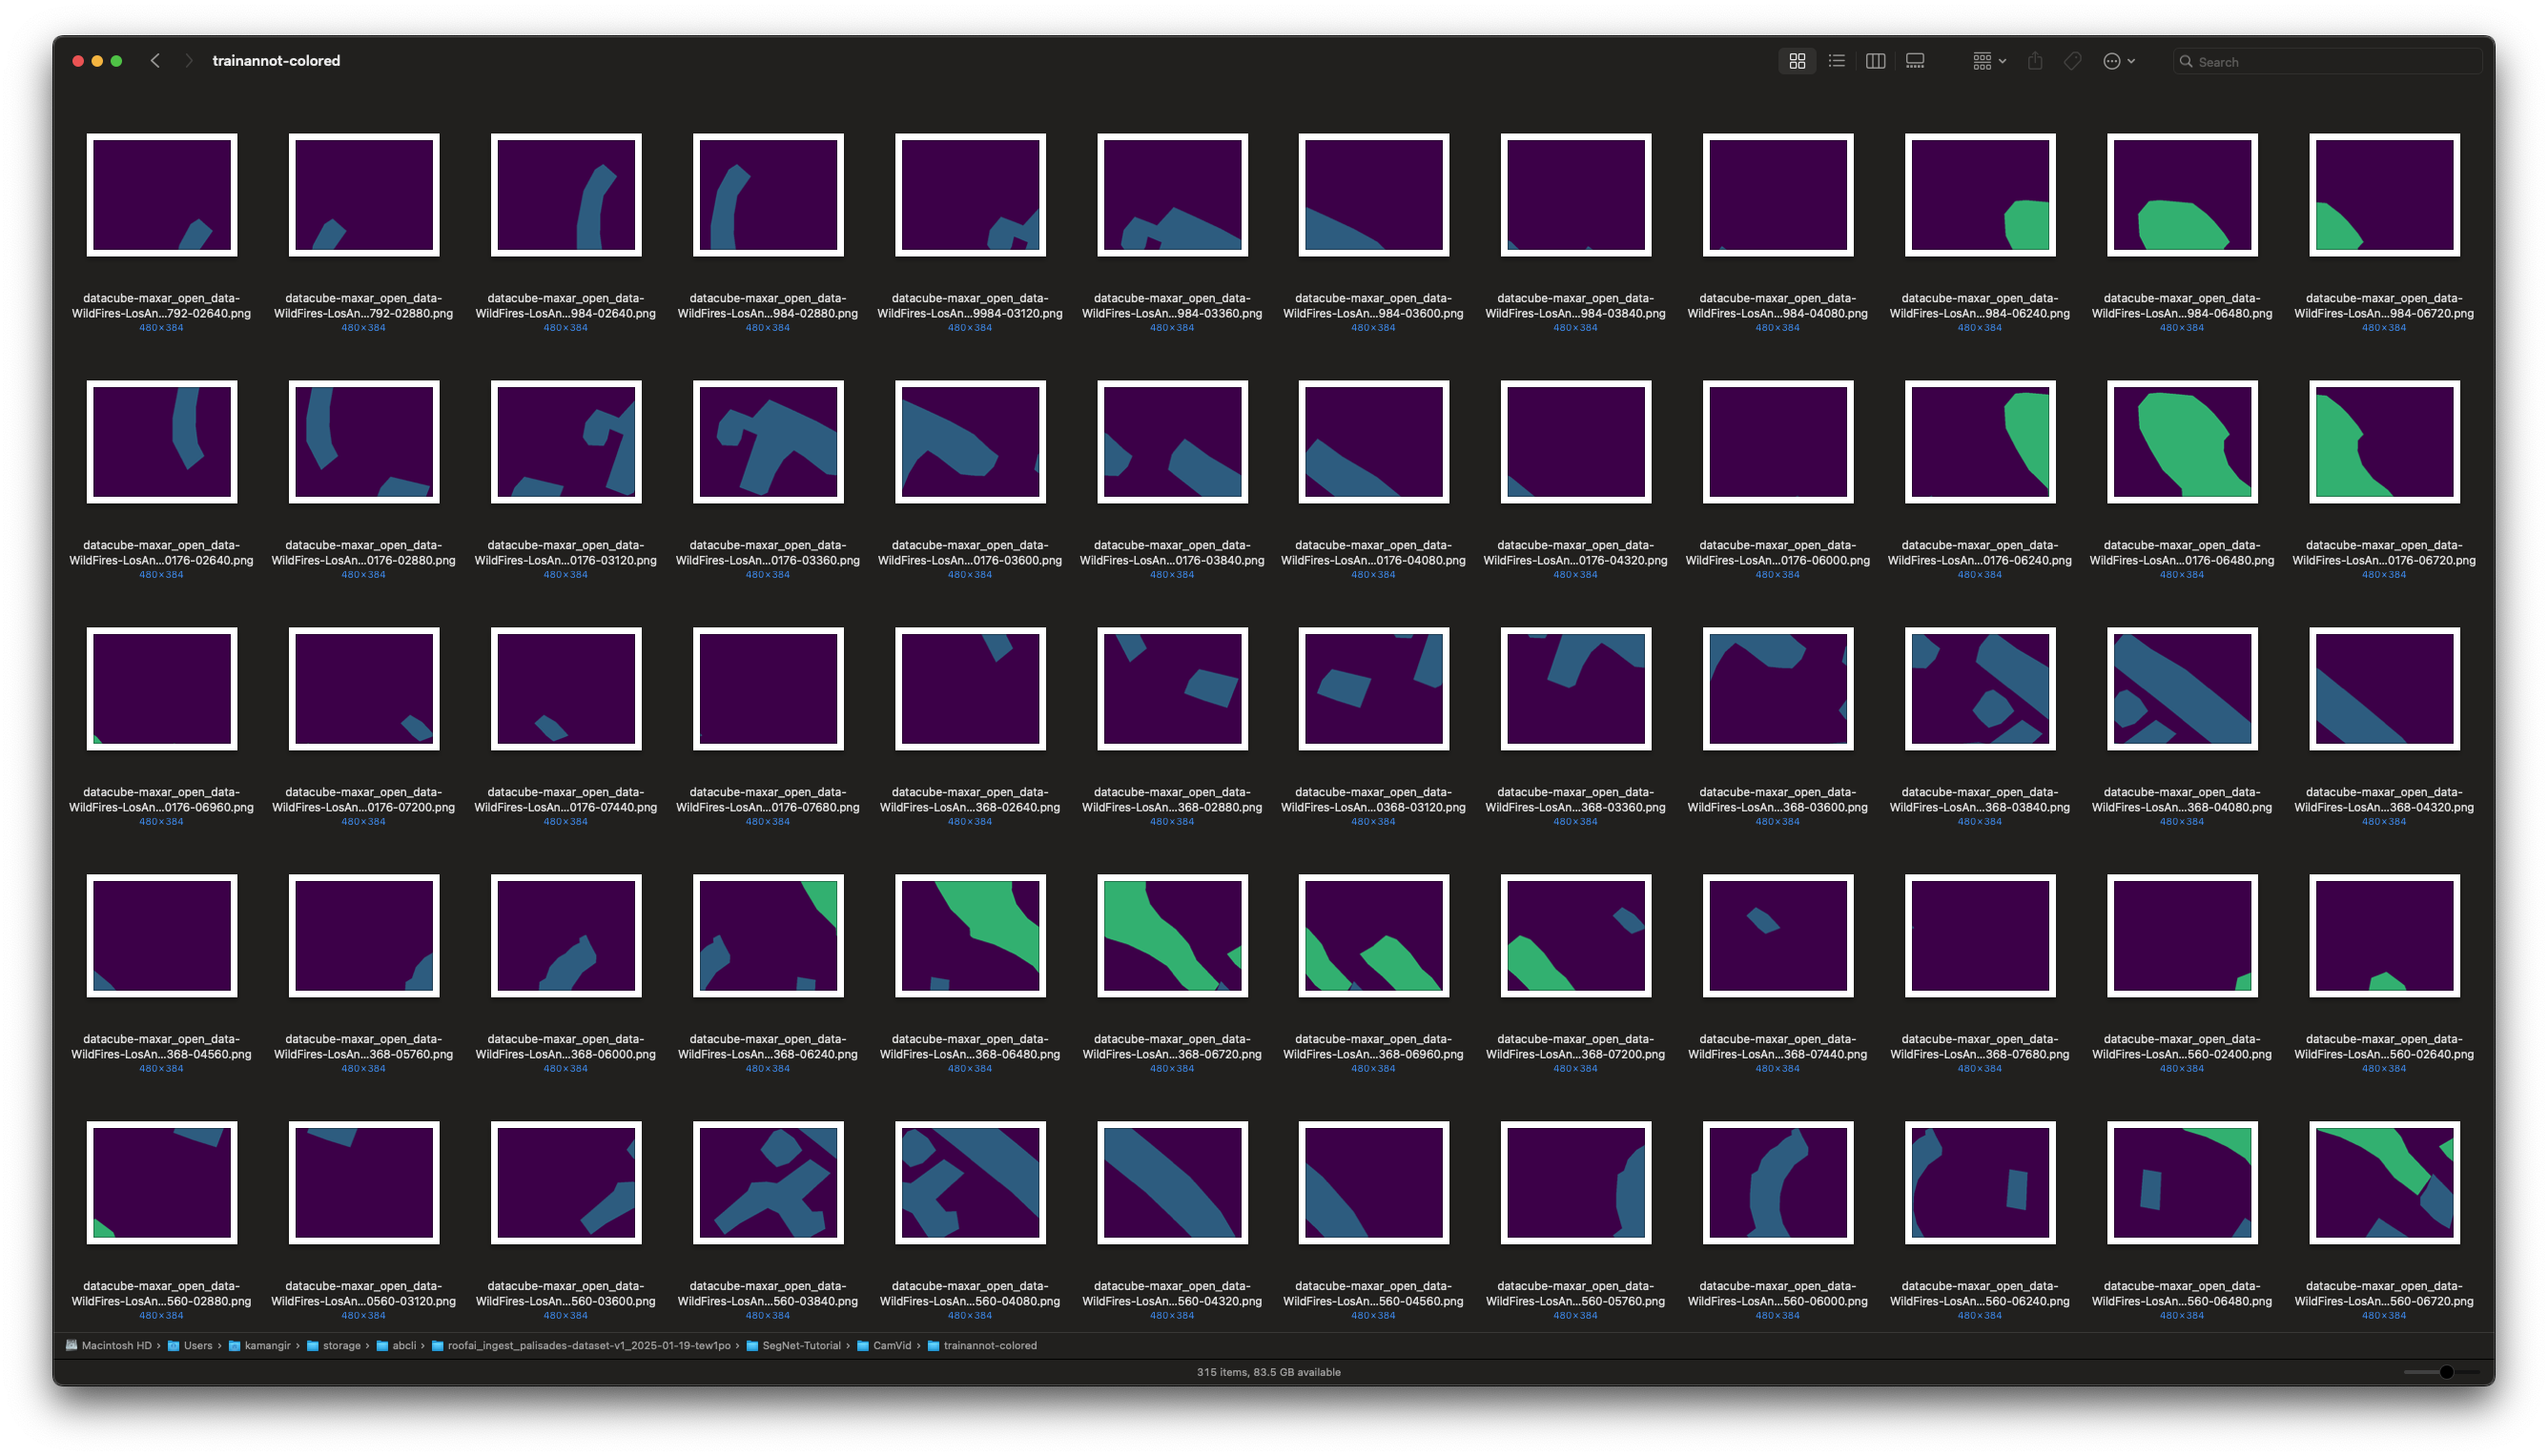 trainannot-colored
Search
datacube-maxar_open_data-
WildFires-LosAn...792-02640.png
480×384
datacube-maxar_open_data-
WildFires-LosAn...792-02880.png
480×384
datacube-maxar_open_data-
WildFires-LosAn...984-02640.png
480×384
datacube-maxar_open_data-
WildFires-LosAn...984-02880.png
480×384
datacube-maxar_open_data-
WildFires-LosAn...9984-03120.png
480×384
datacube-maxar_open_data-
WildFires-LosAn...984-03360.png
480×384
datacube-maxar_open_data-
WildFires-LosAn...984-03600.png
480×384
datacube-maxar_open_data-
WildFires-LosAn...984-03840.png
480×384
datacube-maxar_open_data-
WildFires-LosAn...984-04080.png
480×384
datacube-maxar_open_data-
WildFires-LosAn...984-06240.png
480×384
datacube-maxar_open_data-
WildFires-LosAn...984-06480.png
480×384
datacube-maxar_open_data-
WildFires-LosAn...984-06720.png
480×384
datacube-maxar_open_data-
WildFires-LosAn...0176-02640.png
480×384
datacube-maxar_open_data-
WildFires-LosAn...0176-02880.png
480×384
datacube-maxar_open_data-
WildFires-LosAn...0176-03120.png
480×384
datacube-maxar_open_data-
WildFires-LosAn...0176-03360.png
480×384
datacube-maxar_open_data-
WildFires-LosAn...0176-03600.png
480×384
datacube-maxar_open_data-
WildFires-LosAn...0176-03840.png
480×384
datacube-maxar_open_data-
WildFires-LosAn...0176-04080.png
480×384
datacube-maxar_open_data-
WildFires-LosAn...0176-04320.png
480×384
datacube-maxar_open_data-
WildFires-LosAn...0176-06000.png
480×384
datacube-maxar_open_data-
WildFires-LosAn...0176-06240.png
480×384
datacube-maxar_open_data-
WildFires-LosAn...0176-06480.png
480×384
datacube-maxar_open_data-
WildFires-LosAn...0176-06720.png
480×384
datacube-maxar_open_data-
WildFires-LosAn...0176-06960.png
480×384
datacube-maxar_open_data-
WildFires-LosAn...0176-07200.png
480×384
datacube-maxar_open_data-
WildFires-LosAn...0176-07440.png
480×384
datacube-maxar_open_data-
WildFires-LosAn...0176-07680.png
480×384
datacube-maxar_open_data-
WildFires-LosAn...368-02640.png
480×384
datacube-maxar_open_data-
WildFires-LosAn...368-02880.png
480×384
datacube-maxar_open_data-
WildFires-LosAn...0368-03120.png
480×384
datacube-maxar_open_data-
WildFires-LosAn...368-03360.png
480×384
datacube-maxar_open_data-
WildFires-LosAn...368-03600.png
480×384
datacube-maxar_open_data-
WildFires-LosAn...368-03840.png
480×384
datacube-maxar_open_data-
WildFires-LosAn...368-04080.png
480×384
datacube-maxar_open_data-
WildFires-LosAn...368-04320.png
480×384
datacube-maxar_open_data-
WildFires-LosAn...368-04560.png
480×384
datacube-maxar_open_data-
WildFires-LosAn...368-05760.png
480×384
datacube-maxar_open_data-
WildFires-LosAn...368-06000.png
480×384
datacube-maxar_open_data-
WildFires-LosAn...368-06240.png
480×384
datacube-maxar_open_data-
WildFires-LosAn...368-06480.png
480×384
datacube-maxar_open_data-
WildFires-LosAn...368-06720.png
480×384
datacube-maxar_open_data-
WildFires-LosAn...368-06960.png
480×384
datacube-maxar_open_data-
WildFires-LosAn...368-07200.png
480×384
datacube-maxar_open_data-
WildFires-LosAn...368-07440.png
480×384
datacube-maxar_open_data-
WildFires-LosAn...368-07680.png
480×384
datacube-maxar_open_data-
WildFires-LosAn...560-02400.png
480×384
datacube-maxar_open_data-
WildFires-LosAn...560-02640.png
480×384
datacube-maxar_open_data-
WildFires-LosAn...560-02880.png
480×384
datacube-maxar_open_data-
WildFires-LosAn...0560-03120.png
480×384
datacube-maxar_open_data-
WildFires-LosAn...560-03600.png
480×384
datacube-maxar_open_data-
WildFires-LosAn...560-03840.png
480×384
datacube-maxar_open_data-
WildFires-LosAn...560-04080.png
480×384
datacube-maxar_open_data-
WildFires-LosAn...560-04320.png
480×384
datacube-maxar_open_data-
WildFires-LosAn...560-04560.png
480×384
datacube-maxar_open_data-
WildFires-LosAn...560-05760.png
480×384
datacube-maxar_open_data-
WildFires-LosAn...560-06000.png
480×384
datacube-maxar_open_data-
WildFires-LosAn...560-06240.png
480×384
datacube-maxar_open_data-
WildFires-LosAn...560-06480.png
480×384
datacube-maxar_open_data-
WildFires-LosAn...560-06720.png
480×384
Macintosh HD › Users › kamangir › storage › abcli › roofai_ingest_palisades-dataset-v1_2025-01-19-tew1po › SegNet-Tutorial › CamVid › trainannot-colored
315 items, 83.5 GB available